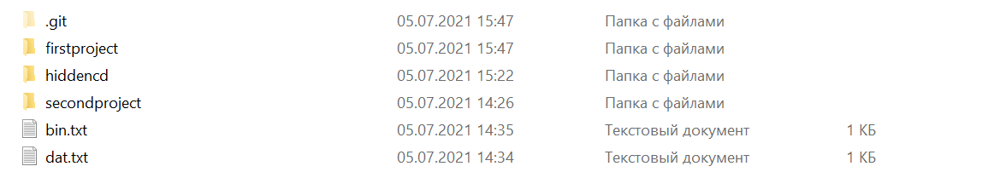 .git 05.07.2021 15:47 Папка с файлами
firstproject 05.07.2021 15:47 Папка с файлами
hiddencd 05.07.2021 15:22 Папка с файлами
secondproject 05.07.2021 14:26 Папка с файлами
bin.txt 05.07.2021 14:35 Текстовый документ 1 КБ
dat.txt 05.07.2021 14:34 Текстовый документ 1 КБ